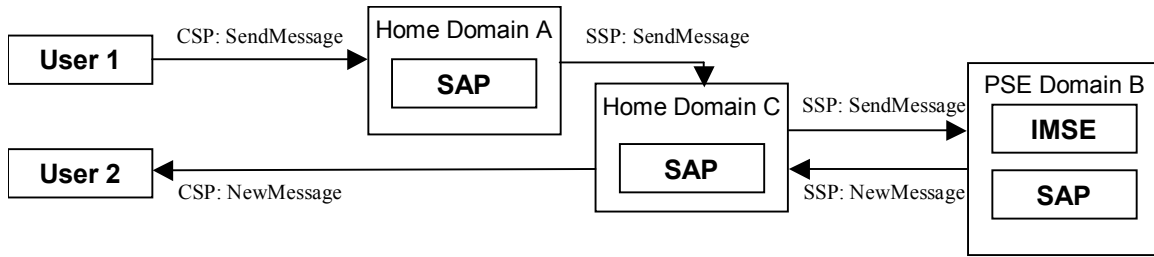 Home Domain A
CSP: SendMessage
SSP: SendMessage
User 1
SAP
PSE Domain B
Home Domain C
SSP: SendMessage
IMSE
User 2
SAP
CSP: NewMessage
SSP: NewMessage
SAP